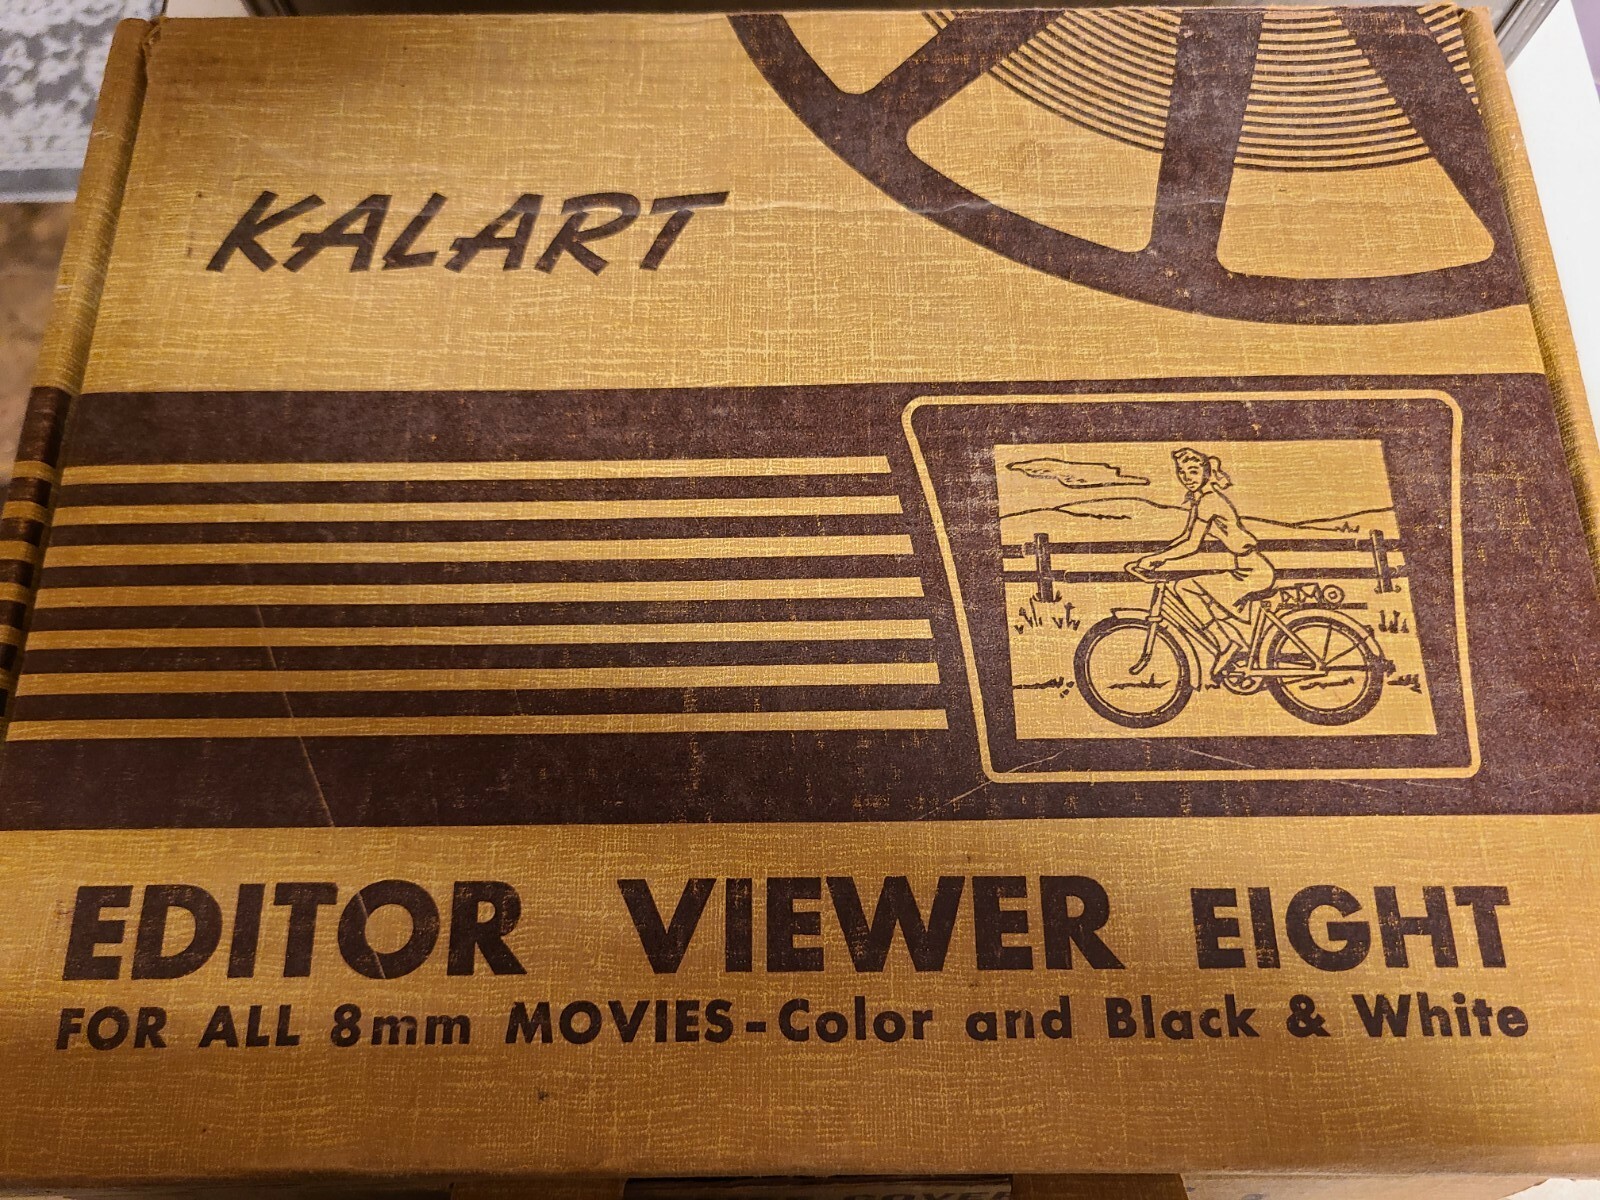 KALART
EDITOR VIEWER EIGHT
FOR ALL 8mm MOVIES-Color and Black & White